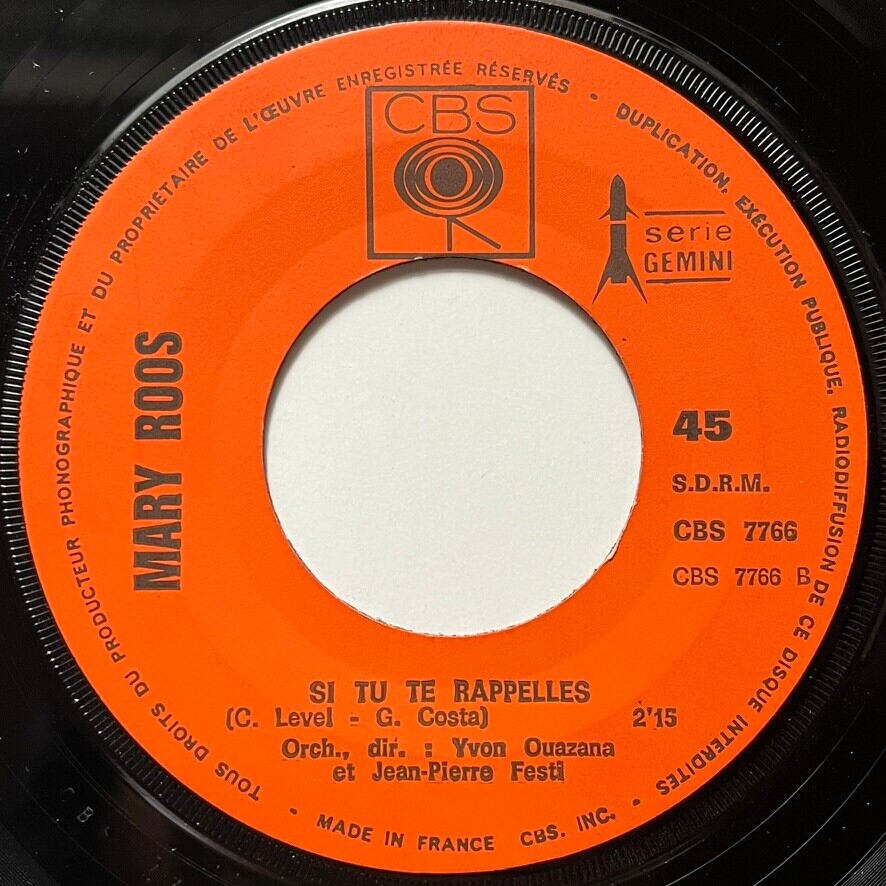 TOUS DROITS DU PRODUCTEUR PHONOGRAPHIQUE ET DU PROPRIÉTAIRE DE L'ŒUVRE ENREGISTRÉE RÉSERVÉS - DUPLICATION, EXÉCUTION PUBLIQUE, RADIODIFFUSION DE CE DISQUE INTERDITES
CBS
serie
GEMINI
MARY ROOS
45
S.D.R.M.
CBS 7766
CBS 7766 B
SI TU TE RAPPELLES
(C. Level - G. Costa) 2'15
Orch., dir. : Yvon Ouazana
et Jean-Pierre Festi
- MADE IN FRANCE CBS. INC. -